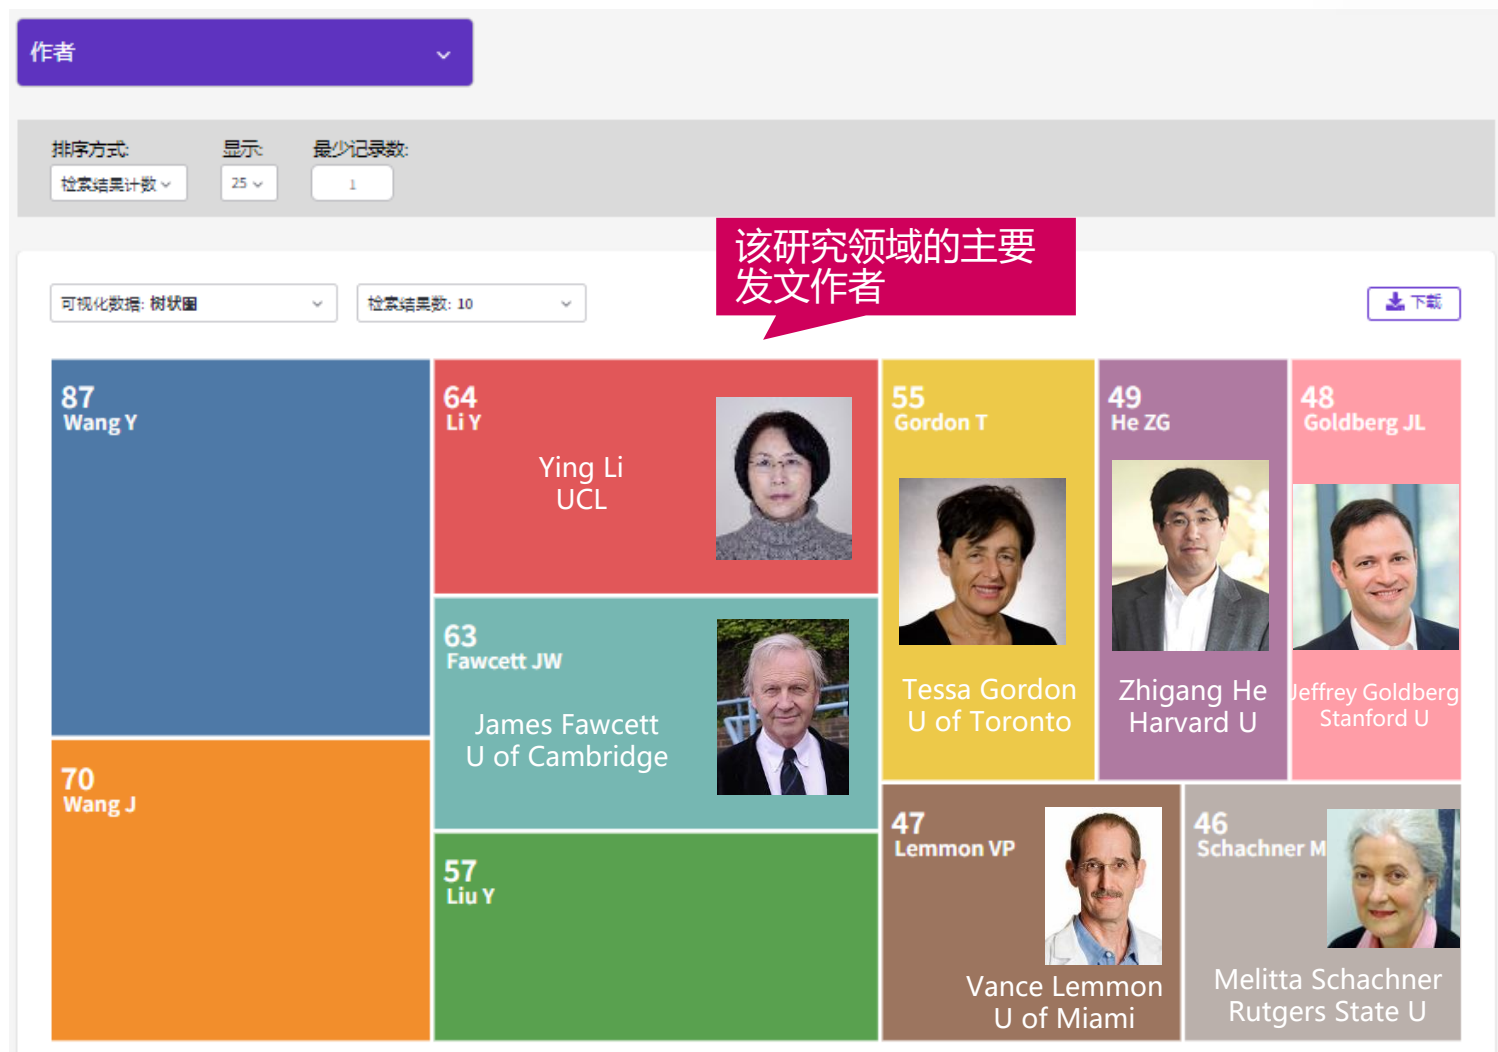 作者
排序方式:
显示:
最少记录数:
检索结果计数
25
1
该研究领域的主要
发文作者
可视化数据: 树状图
检索结果数: 10
下载
87
Wang Y
64
Li Y
Ying Li
UCL
55
Gordon T
Tessa Gordon
U of Toronto
49
He ZG
Zhigang He
Harvard U
48
Goldberg JL
Jeffrey Goldberg
Stanford U
63
Fawcett JW
James Fawcett
U of Cambridge
70
Wang J
57
Liu Y
47
Lemmon VP
Vance Lemmon
U of Miami
46
Schachner M
Melitta Schachner
Rutgers State U